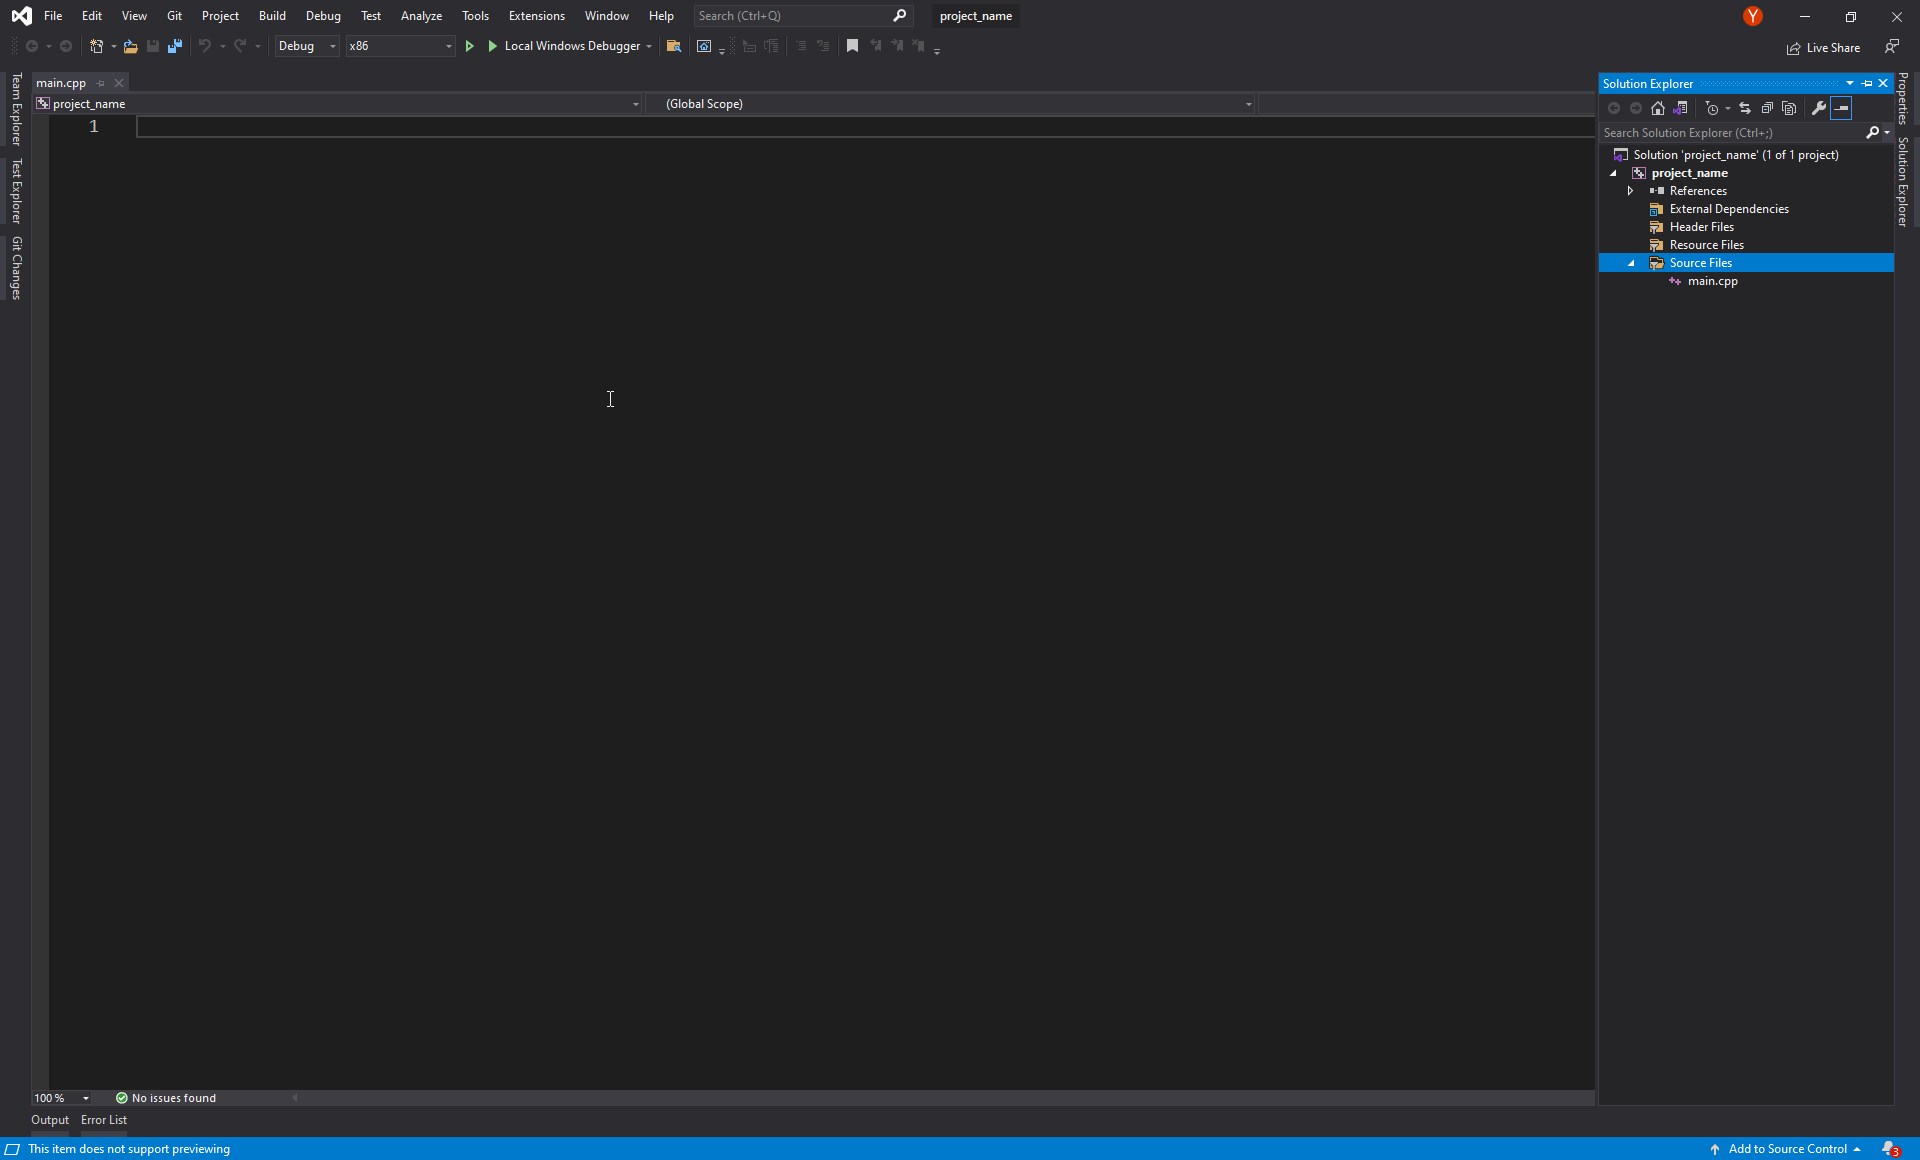 File Edit View Git Project Build Debug Test Analyze Tools Extensions Window Help Search (Ctrl+Q) project_name Y
Debug x86 Local Windows Debugger Live Share
Team Explorer
Test Explorer
Git Changes
main.cpp
project_name (Global Scope)
1
Solution Explorer
Search Solution Explorer (Ctrl+;)
Solution 'project_name' (1 of 1 project)
project_name
References
External Dependencies
Header Files
Resource Files
Source Files
main.cpp
Properties
Solution Explorer
100 % No issues found
Output Error List
This item does not support previewing Add to Source Control 3